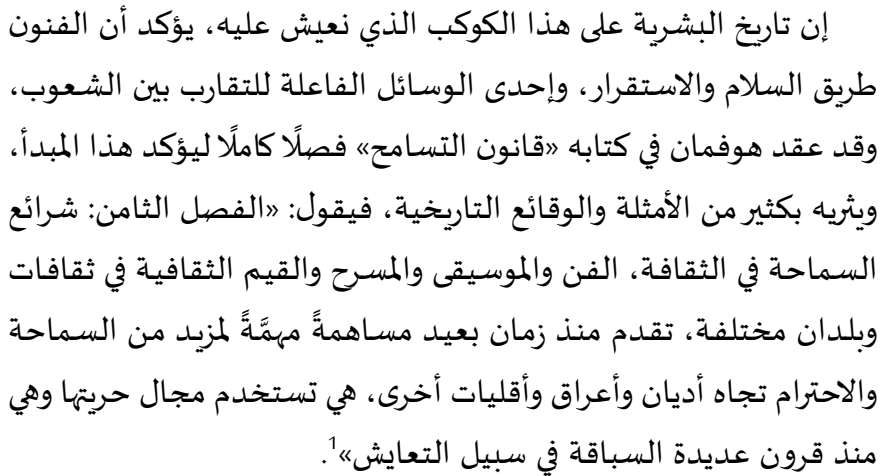 إن تاريخ البشرية على هذا الكوكب الذي نعيش عليه، يؤكد أن الفنون
طريق السلام والاستقرار، وإحدى الوسائل الفاعلة للتقارب بين الشعوب،
وقد عقد هوفمان في كتابه «قانون التسامح» فصلًا كاملًا ليؤكد هذا المبدأ،
ويثريه بكثير من الأمثلة والوقائع التاريخية، فيقول: «الفصل الثامن: شرائع
السماحة في الثقافة، الفن والموسيقى والمسرح والقيم الثقافية في ثقافات
وبلدان مختلفة، تقدم منذ زمان بعيد مساهمةً مهمَّةً لمزيد من السماحة
والاحترام تجاه أديان وأعراق وأقليات أخرى، هي تستخدم مجال حريتها وهي
منذ قرون عديدة السباقة في سبيل التعايش»1.